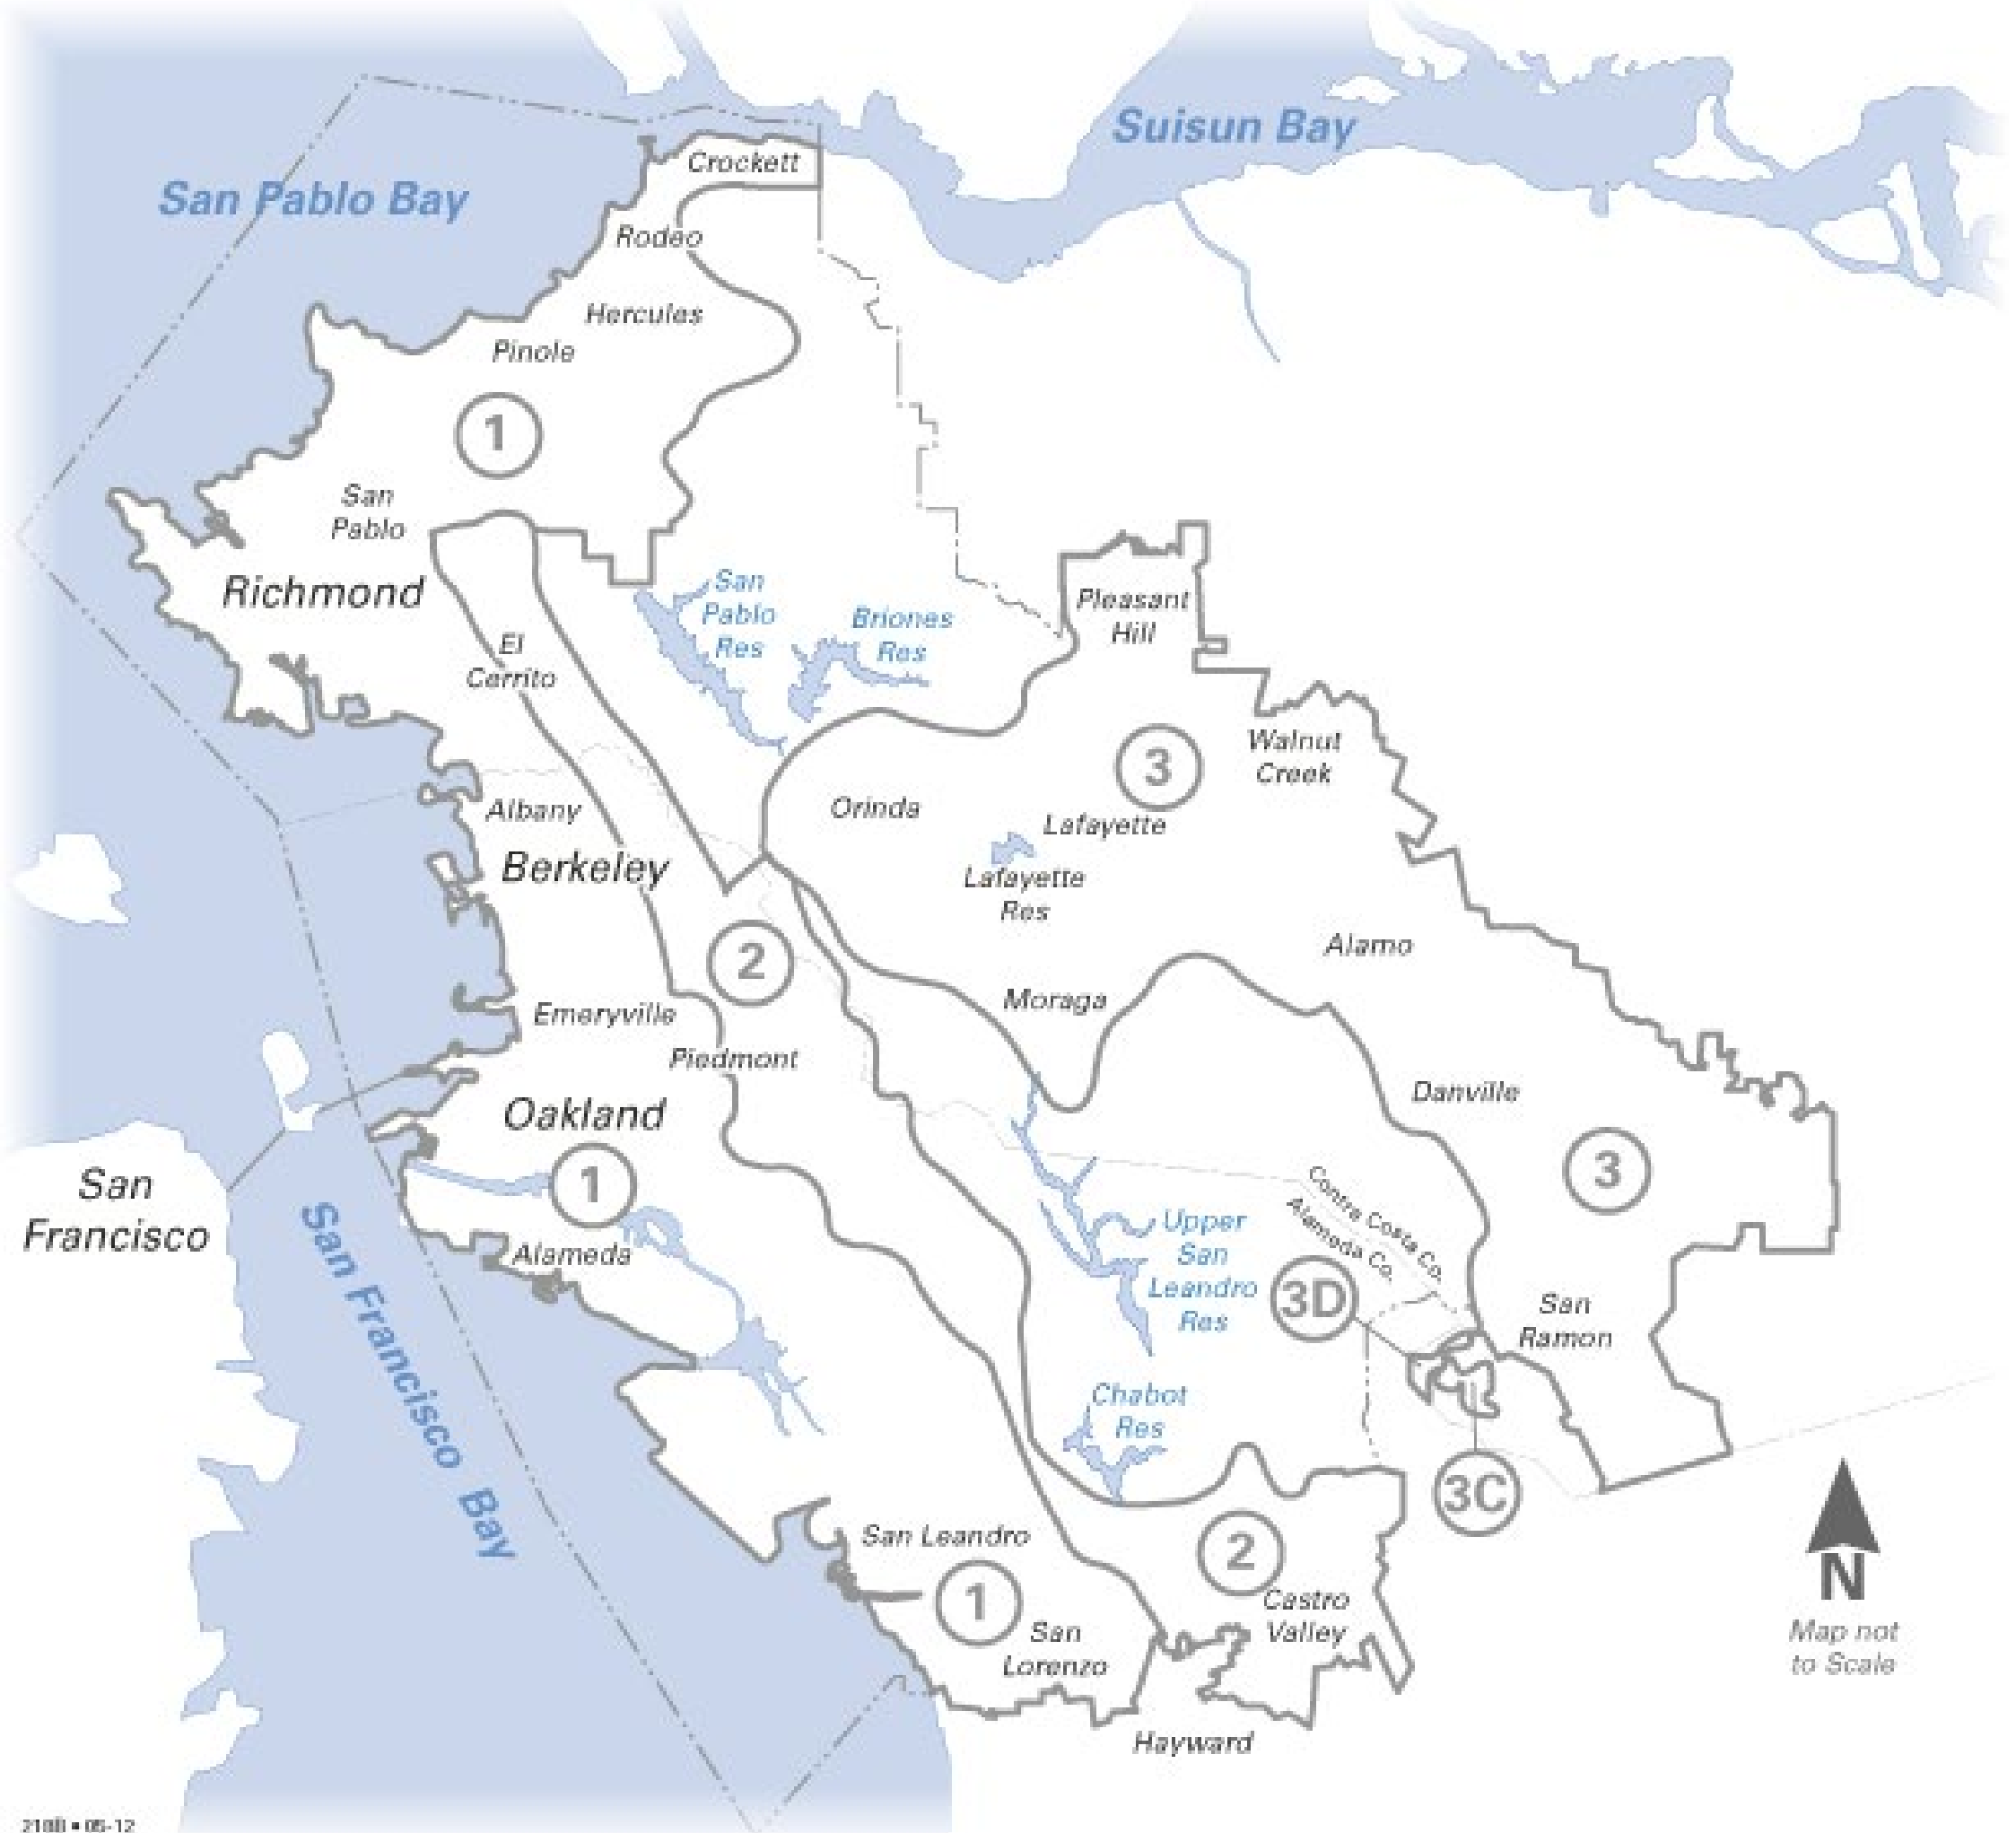 Suisun Bay
San Pablo Bay
Crockett
Rodeo
Hercules
Pinole
1
San
Pablo
Richmond
El
Cerrito
San
Pablo
Res
Briones
Res
Pleasant
Hill
Walnut
Creek
3
Orinda
Lafayette
Lafayette
Res
Albany
Berkeley
2
Alamo
Moraga
Emeryville
Piedmont
Oakland
1
Alameda
Danville
3
San
Francisco
San Francisco Bay
Contra Costa Co.
Alameda Co.
Upper
San
Leandro
Res
3D
San
Ramon
Chabot
Res
3C
San Leandro
1
San
Lorenzo
2
Castro
Valley
Hayward
N
Map not
to Scale
218B • 05-12